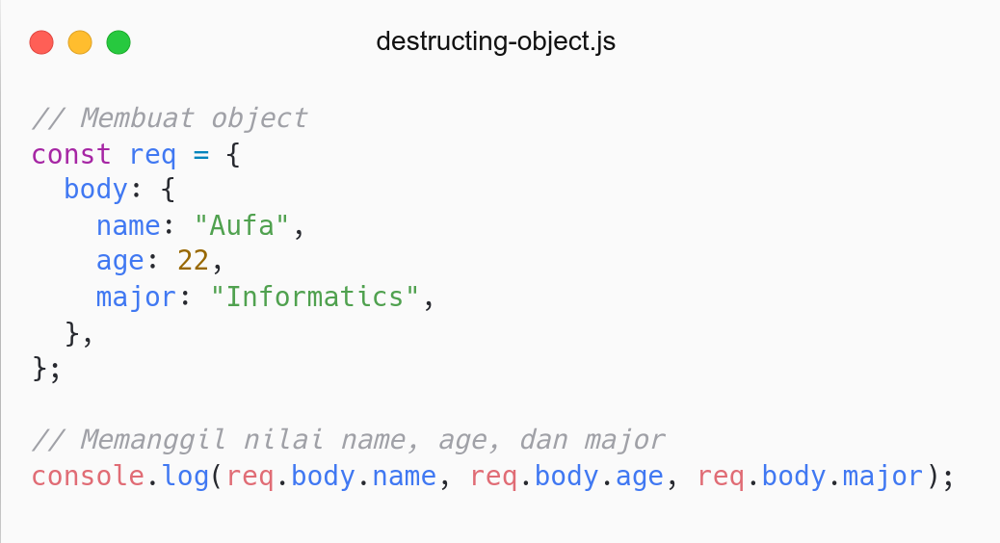 destructing-object.js
// Membuat object
const req = {
  body: {
    name: "Aufa",
    age: 22,
    major: "Informatics",
  },
};
// Memanggil nilai name, age, dan major
console.log(req.body.name, req.body.age, req.body.major);